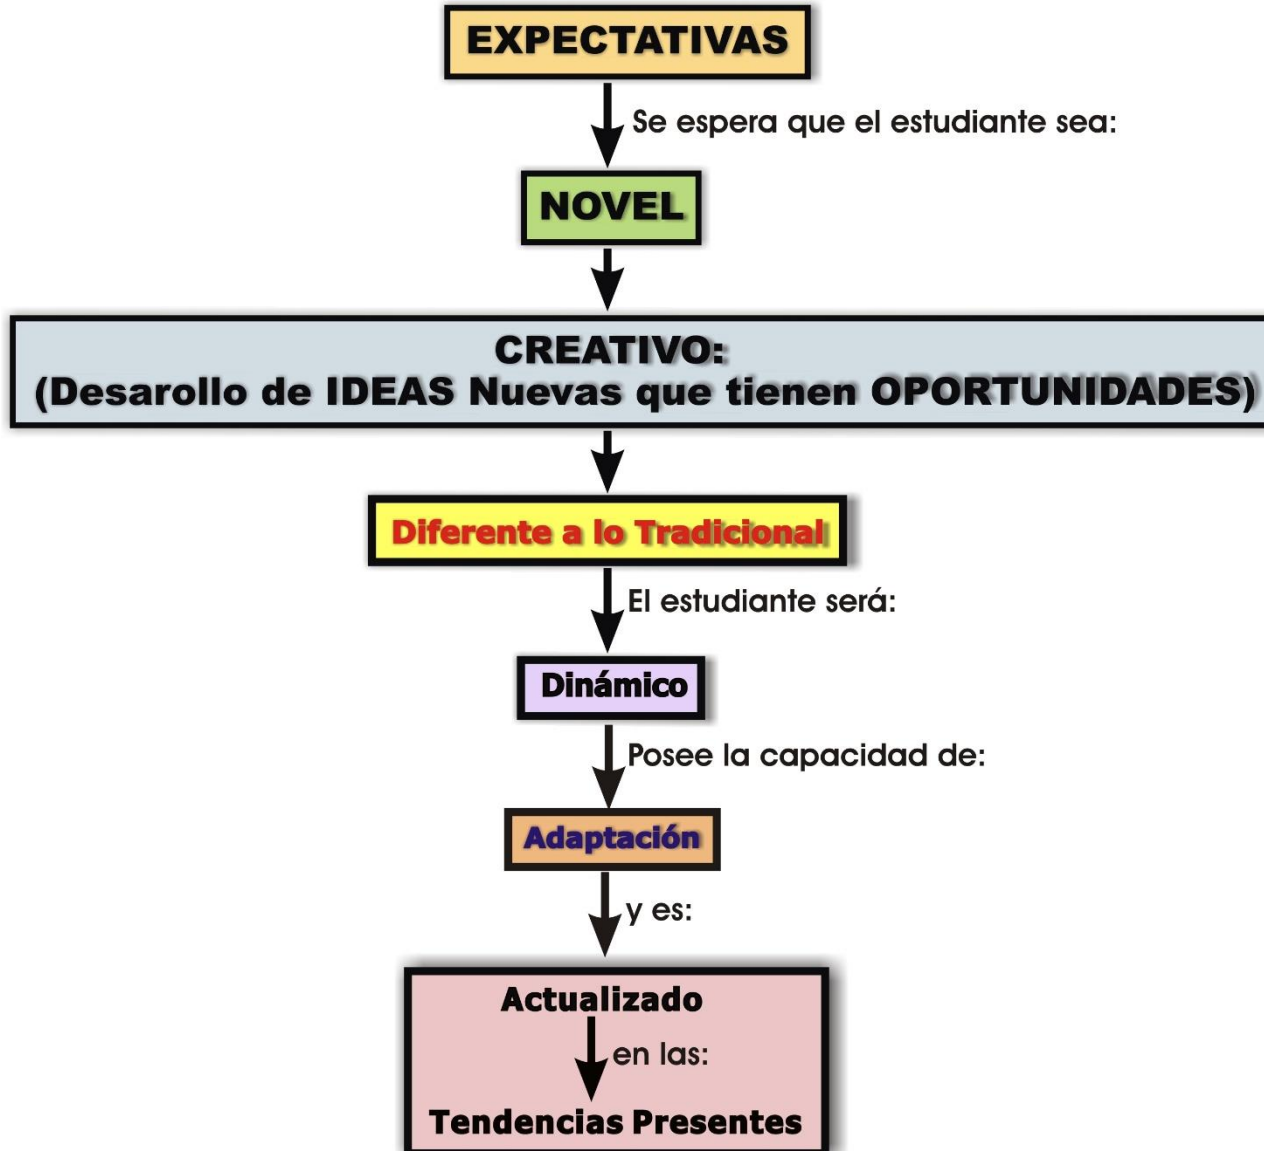 EXPECTATIVAS
Se espera que el estudiante sea:
NOVEL
CREATIVO:
(Desarollo de IDEAS Nuevas que tienen OPORTUNIDADES)
Diferente a lo Tradicional
El estudiante será:
Dinámico
Posee la capacidad de:
Adaptación
y es:
Actualizado
en las:
Tendencias Presentes